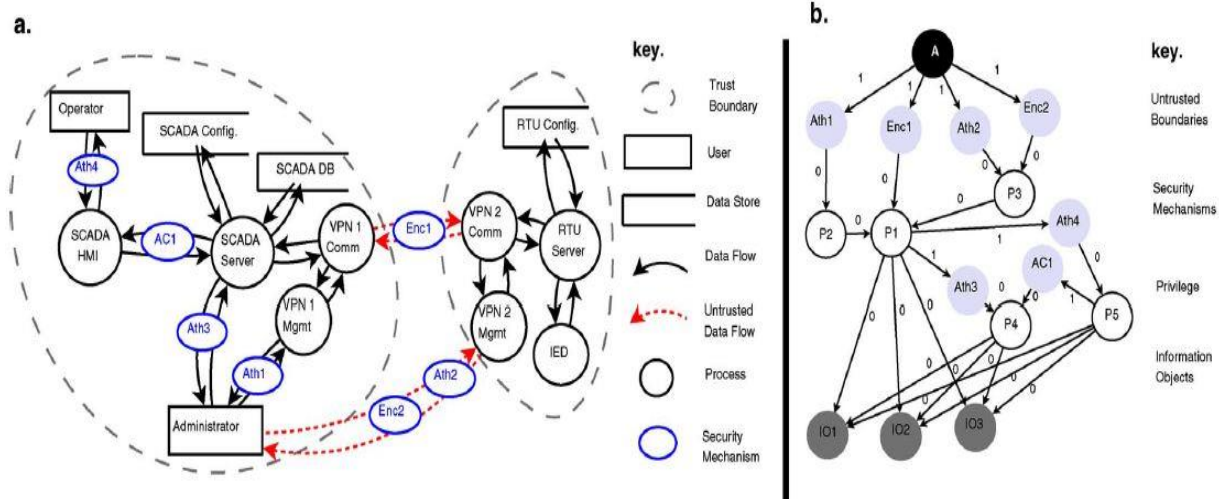 a.
Operator
SCADA Config.
SCADA DB
Ath4
SCADA
HMI
AC1
SCADA
Server
VPN 1
Comm
Enc1
VPN 2
Comm
RTU Config.
RTU
Server
Ath3
VPN 1
Mgmt
VPN 2
Mgmt
IED
Ath1
Ath2
Enc2
Administrator
key.
Trust
Boundary
User
Data Store
Data Flow
Untrusted
Data Flow
Process
Security
Mechanism
b.
A
1
1
1
1
Ath1
Enc1
Ath2
Enc2
0
0
0
0
P3
0
P2
0
P1
1
Ath4
1
Ath3
0
AC1
0
0
1
P4
P5
0
0
0
0
0
0
0
0
0
IO1
IO2
IO3
key.
Untrusted
Boundaries
Security
Mechanisms
Privilege
Information
Objects